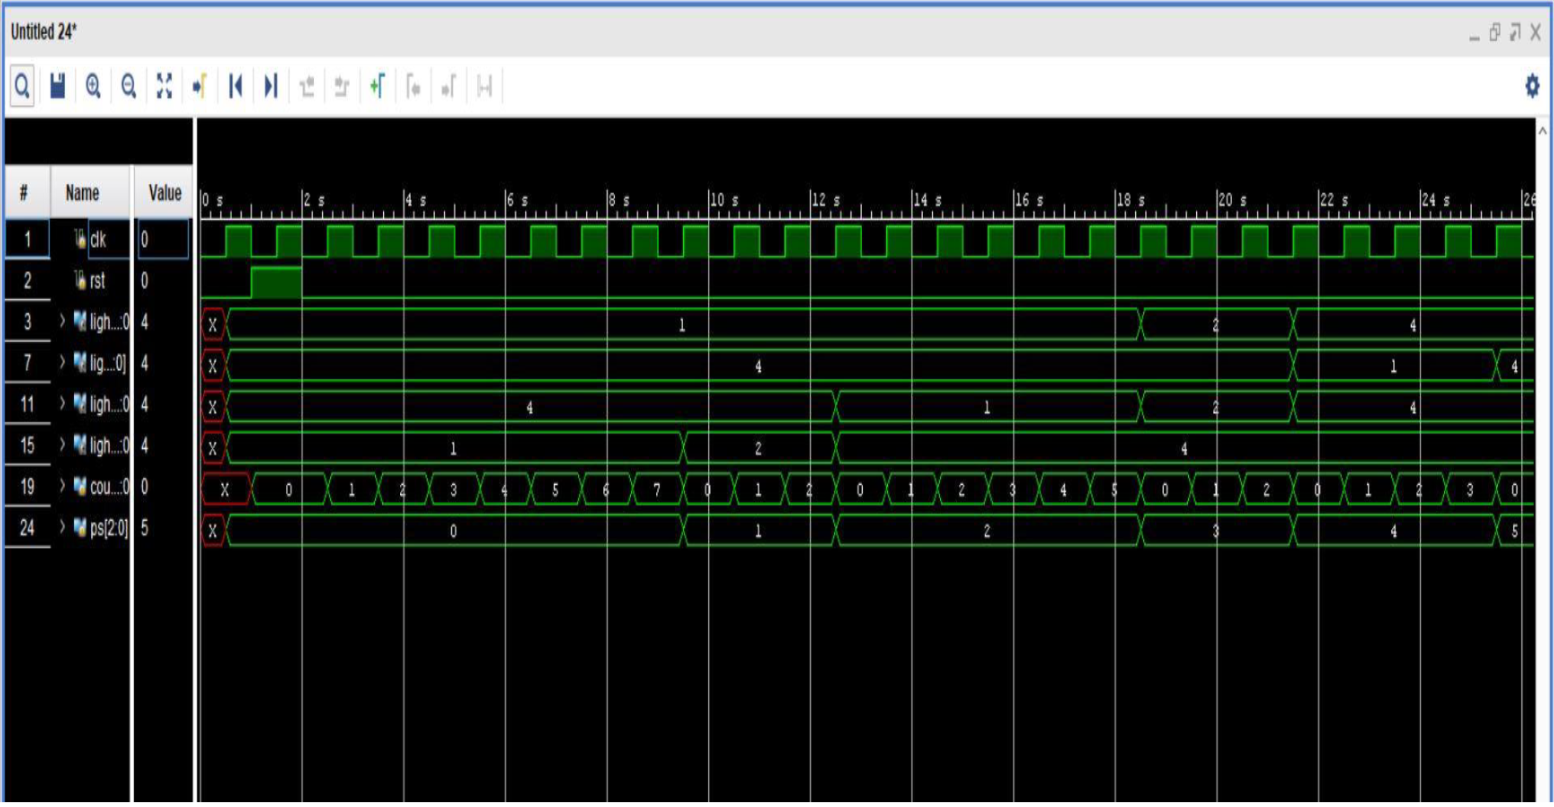 Untitled 24*
# Name Value
0 s 2 s 4 s 6 s 8 s 10 s 12 s 14 s 16 s 18 s 20 s 22 s 24 s 26
1 clk 0
2 rst 0
3 > ligh...:0 4 X 1 2 4
7 > lig...:0] 4 X 4 1 4
11 > ligh...:0 4 X 4 1 2 4
15 > ligh...:0 4 X 1 2 4
19 > cou...:0 0 X 0 1 2 3 4 5 6 7 0 1 2 0 1 2 3 4 5 0 1 2 0 1 2 3 0
24 > ps[2:0] 5 X 0 1 2 3 4 5